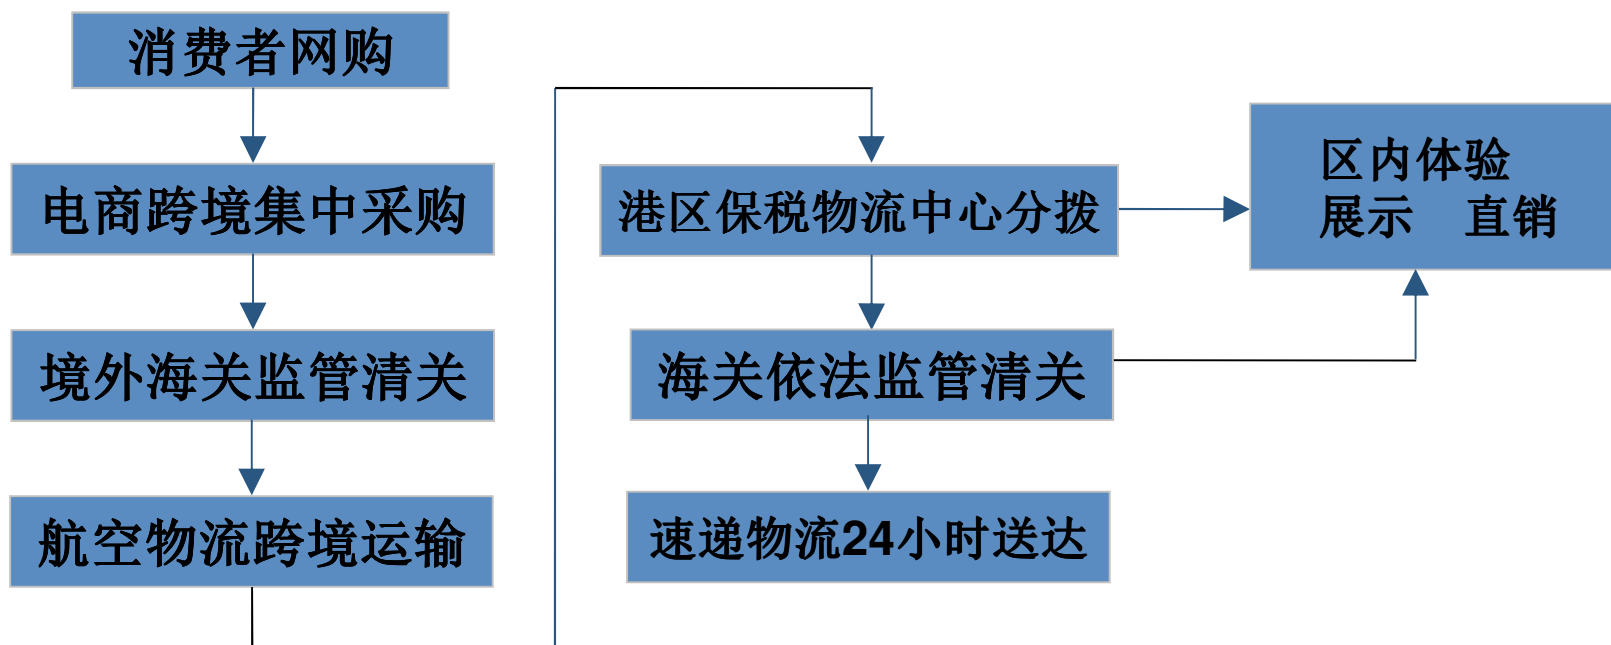 消费者网购
电商跨境集中采购
境外海关监管清关
航空物流跨境运输
港区保税物流中心分拨
海关依法监管清关
速递物流24小时送达
区内体验
展示 直销